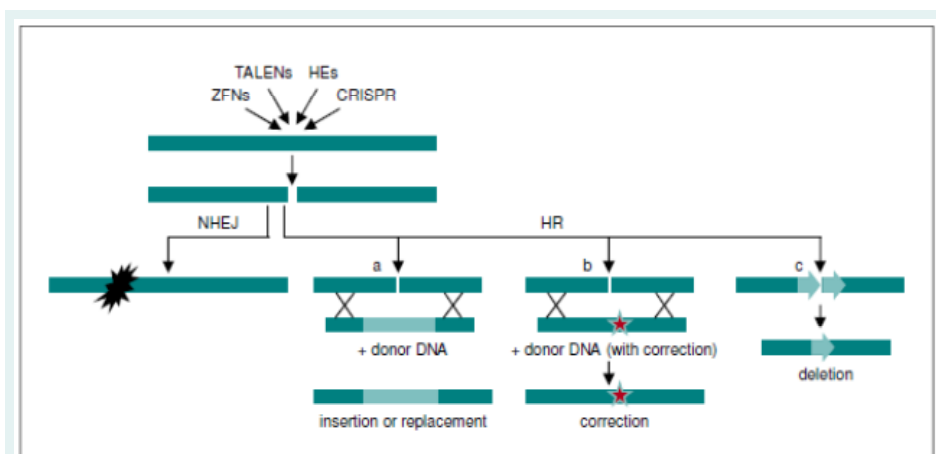 TALENs HEs
ZFNs CRISPR
NHEJ HR
a b c
+ donor DNA + donor DNA (with correction)
deletion
insertion or replacement correction